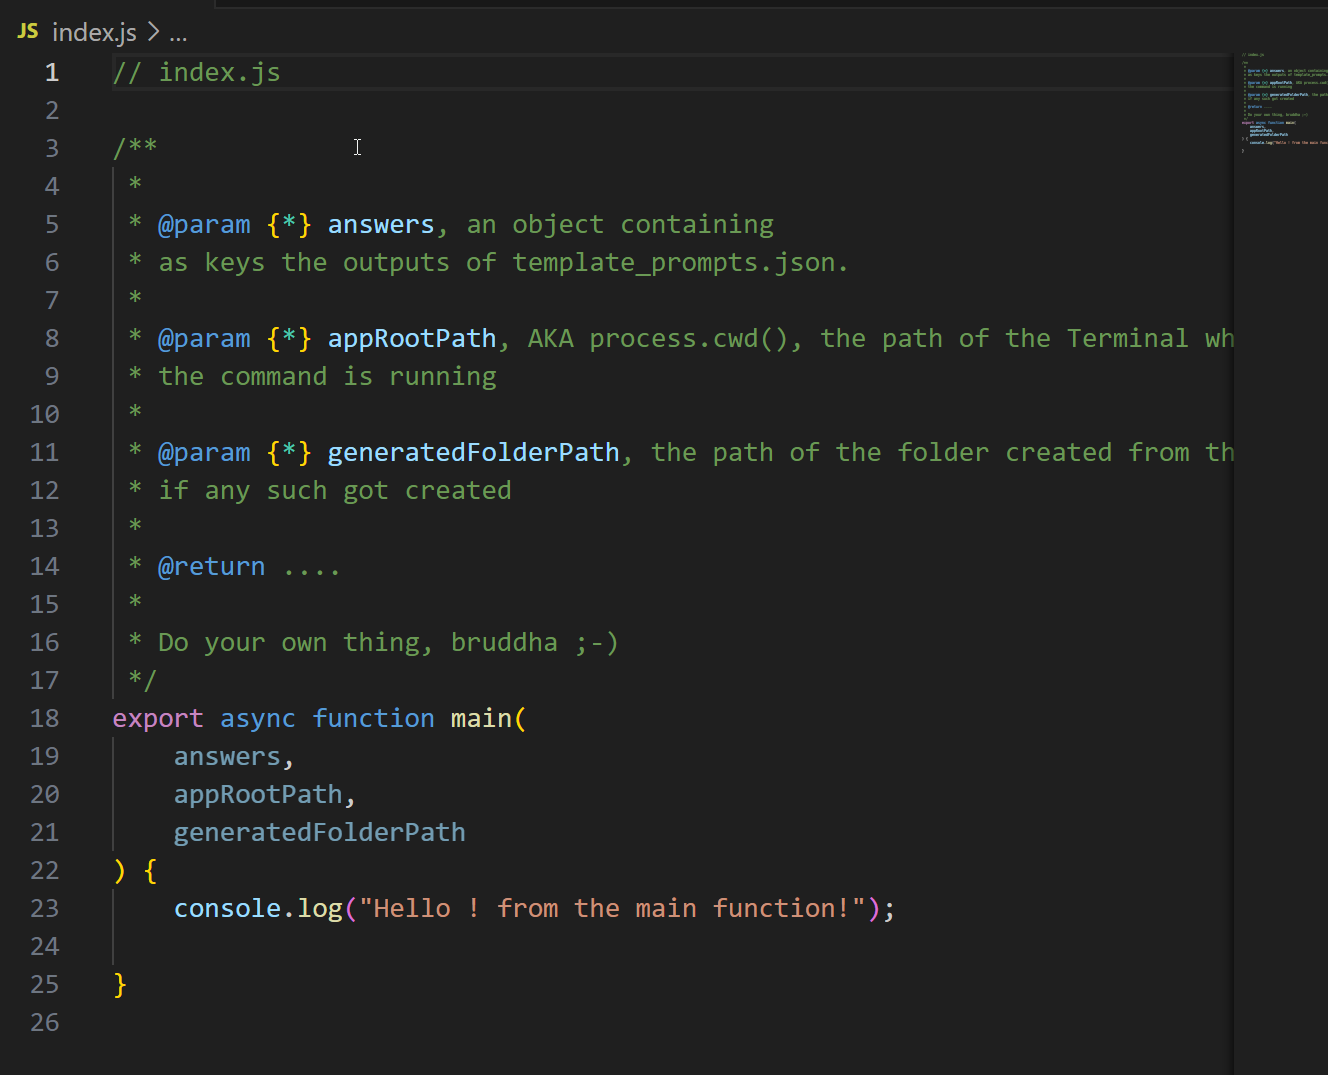 JS index.js > ...
1 // index.js
2
3 /**
4 *
5 * @param {*} answers, an object containing
6 * as keys the outputs of template_prompts.json.
7 *
8 * @param {*} appRootPath, AKA process.cwd(), the path of the Terminal wh
9 * the command is running
10 *
11 * @param {*} generatedFolderPath, the path of the folder created from th
12 * if any such got created
13 *
14 * @return ....
15 *
16 * Do your own thing, bruddha ;-)
17 */
18 export async function main(
19 answers,
20 appRootPath,
21 generatedFolderPath
22 ) {
23 console.log("Hello ! from the main function!");
24
25 }
26